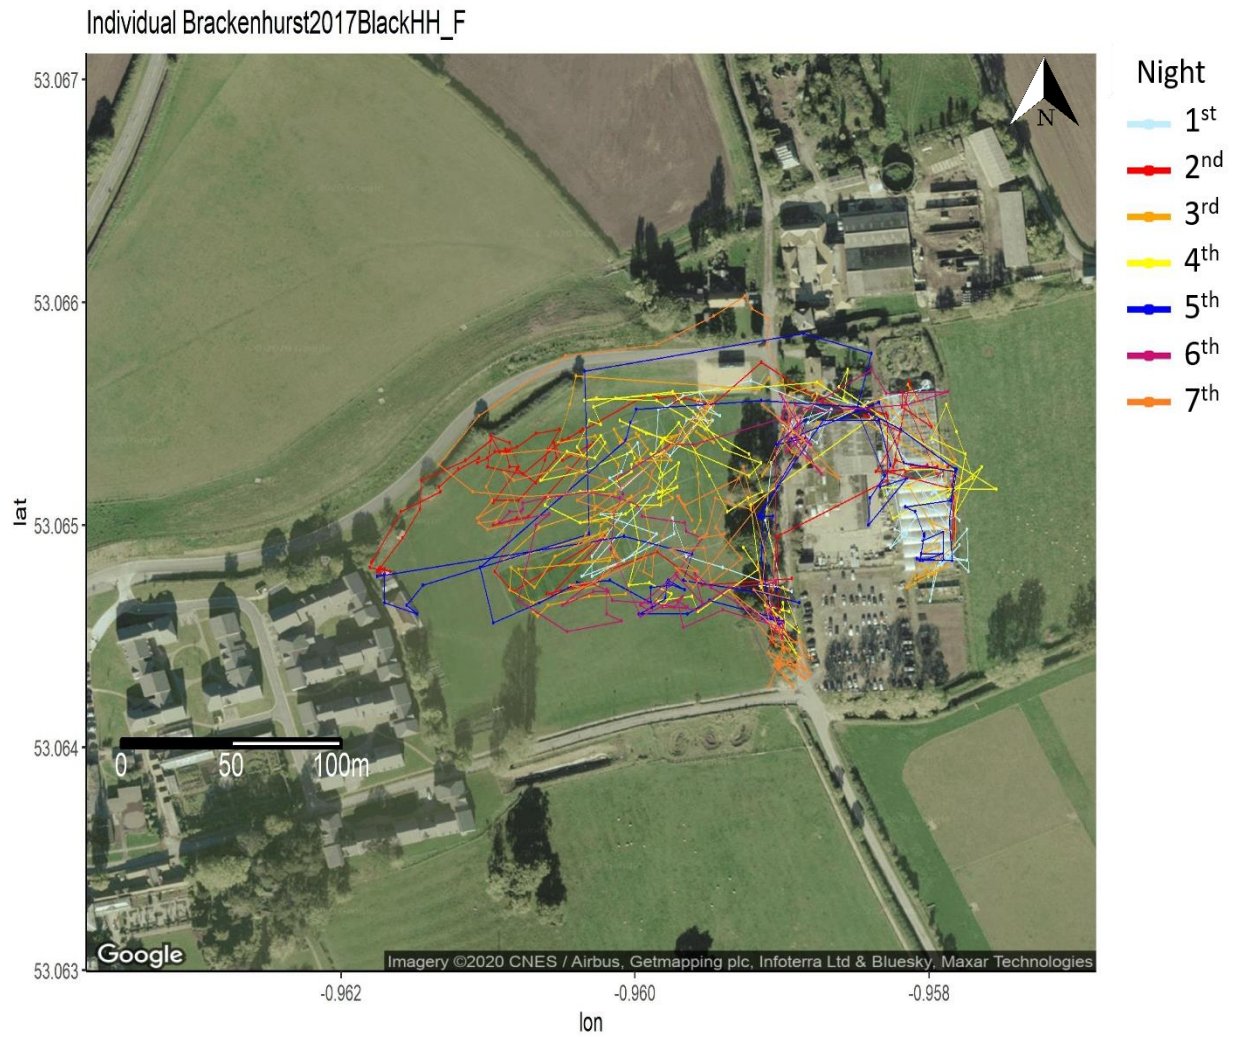 Individual Brackenhurst2017BlackHH_F
Night
1st
2nd
3rd
4th
5th
6th
7th
N
53.067
53.066
53.065
53.064
53.063
lat
0 50 100m
Google
Imagery ©2020 CNES / Airbus, Getmapping plc, Infoterra Ltd & Bluesky, Maxar Technologies
-0.962 -0.960 -0.958
lon